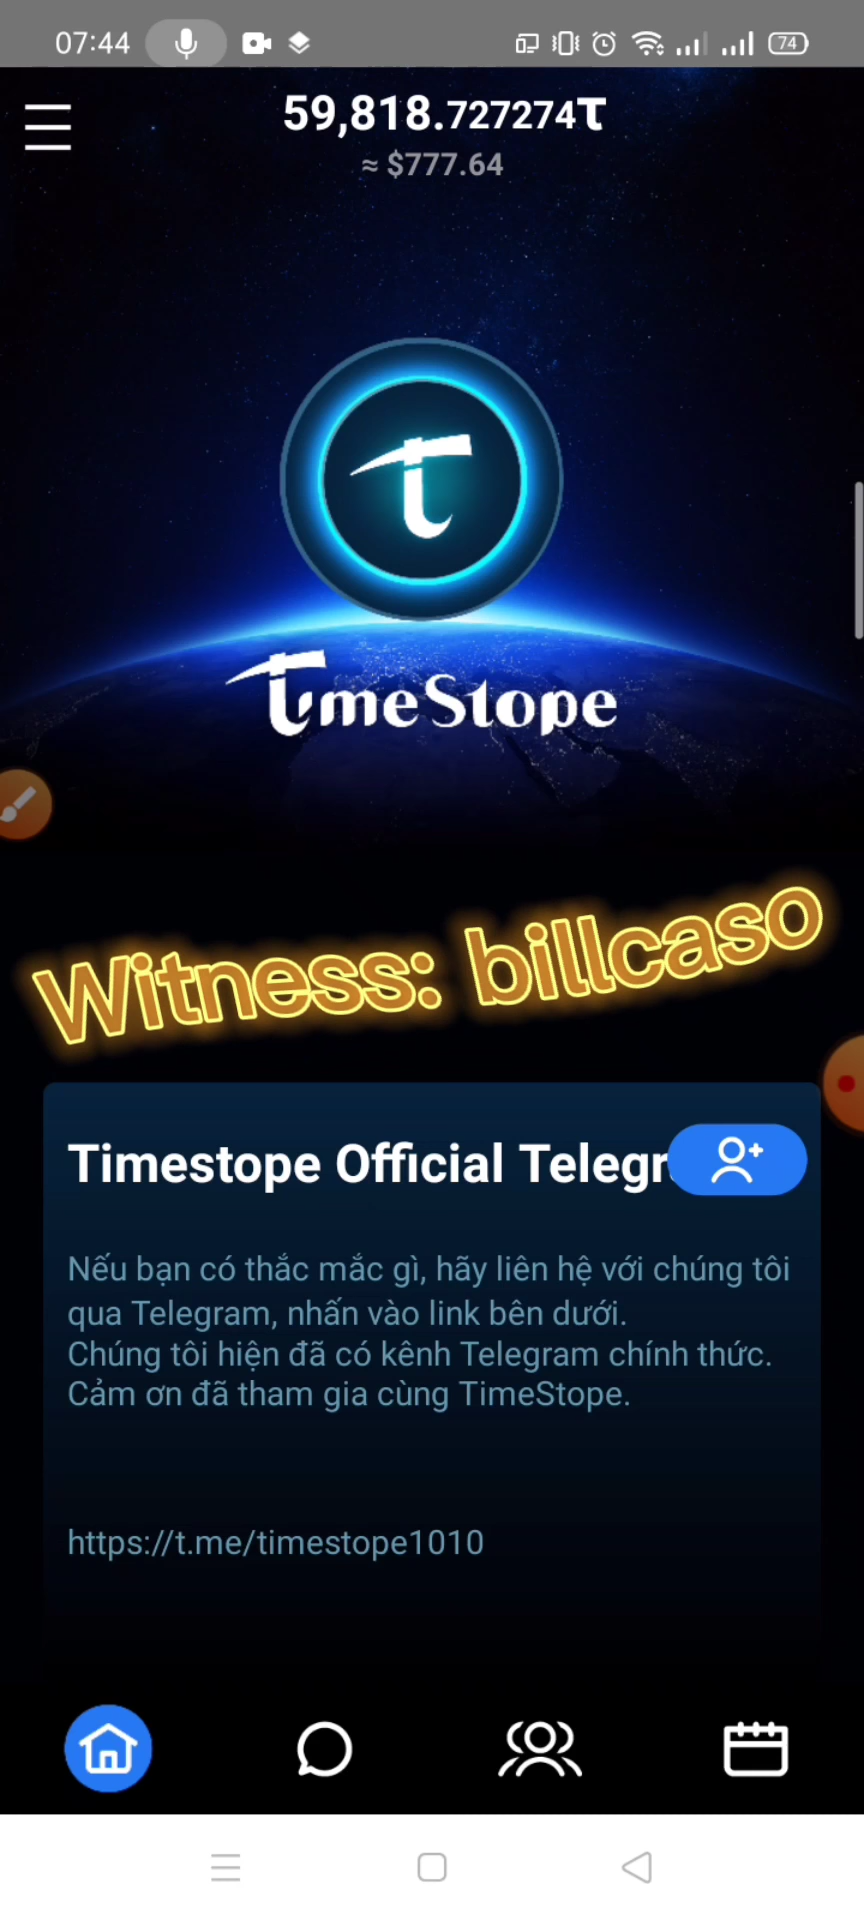 07:44
74
59,818.727274τ
≈ $777.64
TimeStope
Witness: billcaso
Timestope Official Telegr
Nếu bạn có thắc mắc gì, hãy liên hệ với chúng tôi
qua Telegram, nhấn vào link bên dưới.
Chúng tôi hiện đã có kênh Telegram chính thức.
Cảm ơn đã tham gia cùng TimeStope.
https://t.me/timestope1010